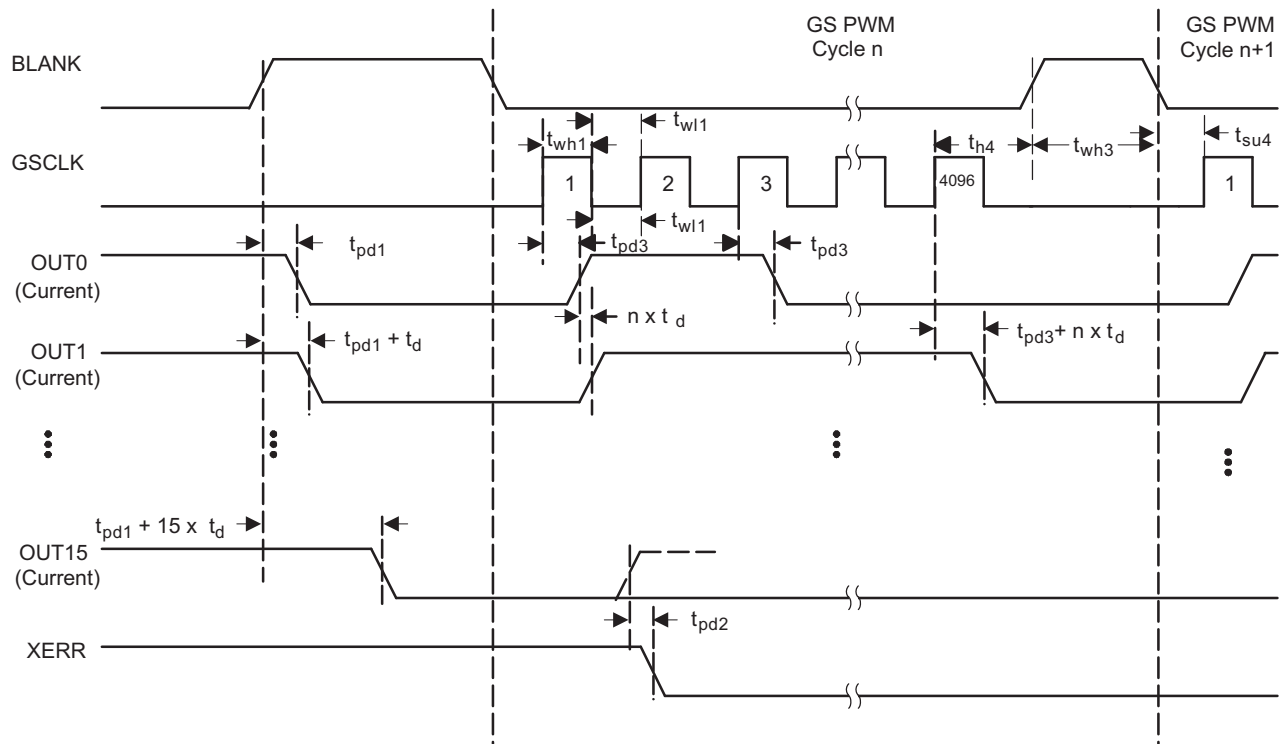 GS PWM
Cycle n
GS PWM
Cycle n+1
BLANK
t_wl1
t_wh1
t_h4
t_wh3
t_su4
GSCLK
1
2
3
4096
1
t_wl1
t_pd1
t_pd3
t_pd3
OUT0
(Current)
n x t_d
t_pd1 + t_d
t_pd3 + n x t_d
OUT1
(Current)
t_pd1 + 15 x t_d
OUT15
(Current)
t_pd2
XERR